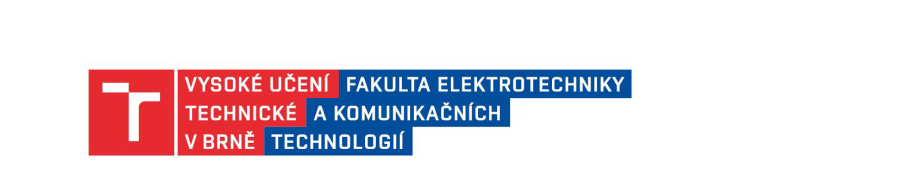 VYSOKÉ UČENÍ FAKULTA ELEKTROTECHNIKY
TECHNICKÉ A KOMUNIKAČNÍCH
V BRNĚ TECHNOLOGIÍ